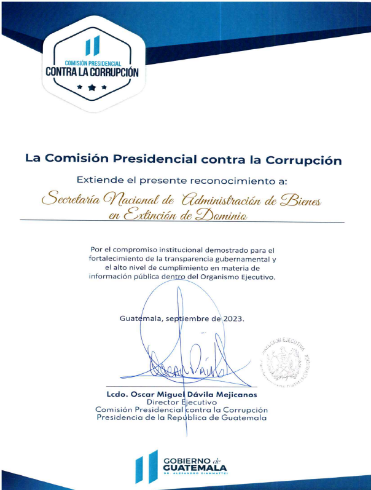 COMISIÓN PRESIDENCIAL
CONTRA LA CORRUPCIÓN
La Comisión Presidencial contra la Corrupción
Extiende el presente reconocimiento a:
Secretaría Nacional de Administración de Bienes
en Extinción de Dominio
Por el compromiso institucional demostrado para el
fortalecimiento de la transparencia gubernamental y
el alto nivel de cumplimiento en materia de
información pública dentro del Organismo Ejecutivo.
Guatemala, septiembre de 2023.
Lcdo. Oscar Miguel Dávila Mejicanos
Director Ejecutivo
Comisión Presidencial contra la Corrupción
Presidencia de la República de Guatemala
GOBIERNO de
GUATEMALA
DR. ALEJANDRO GIAMMATTEI